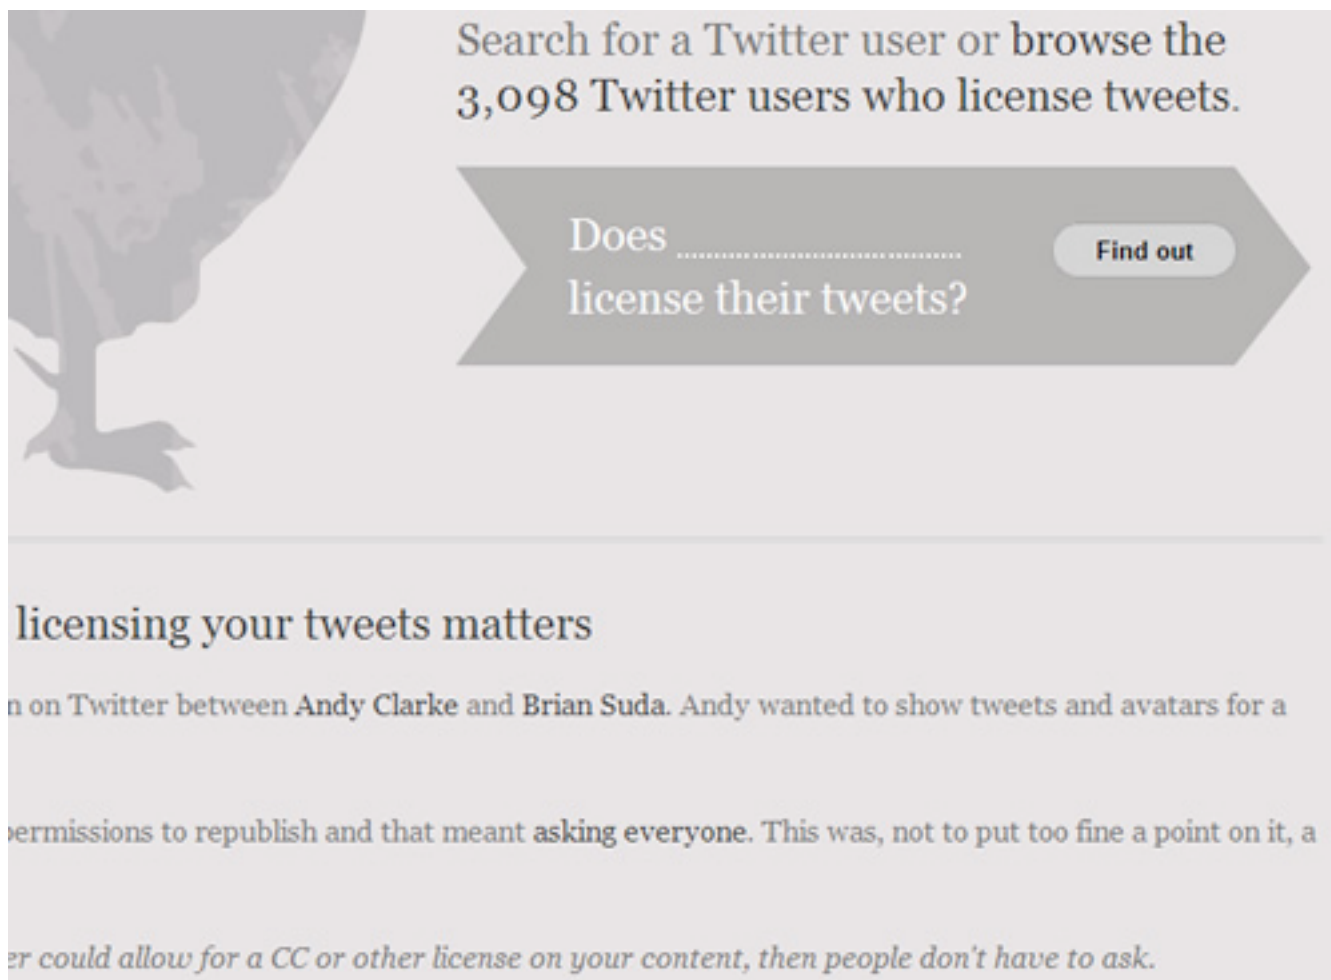 Search for a Twitter user or browse the
3,098 Twitter users who license tweets.
Does
license their tweets?
Find out
licensing your tweets matters
n on Twitter between Andy Clarke and Brian Suda. Andy wanted to show tweets and avatars for a
permissions to republish and that meant asking everyone. This was, not to put too fine a point on it, a
er could allow for a CC or other license on your content, then people don't have to ask.